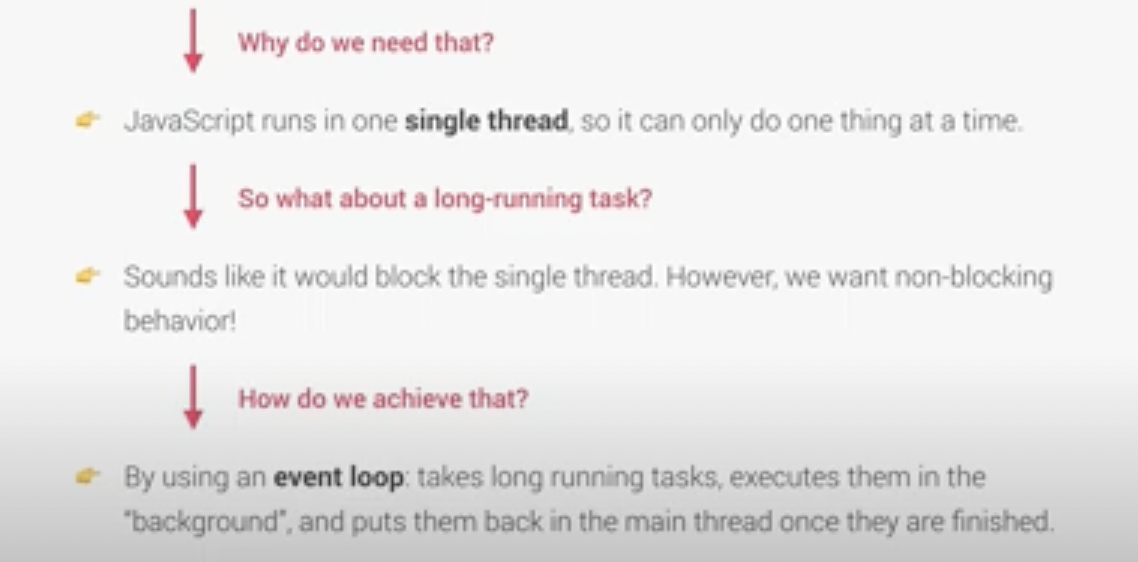 Why do we need that?
JavaScript runs in one single thread, so it can only do one thing at a time.
So what about a long-running task?
Sounds like it would block the single thread. However, we want non-blocking
behavior!
How do we achieve that?
By using an event loop: takes long running tasks, executes them in the
“background”, and puts them back in the main thread once they are finished.